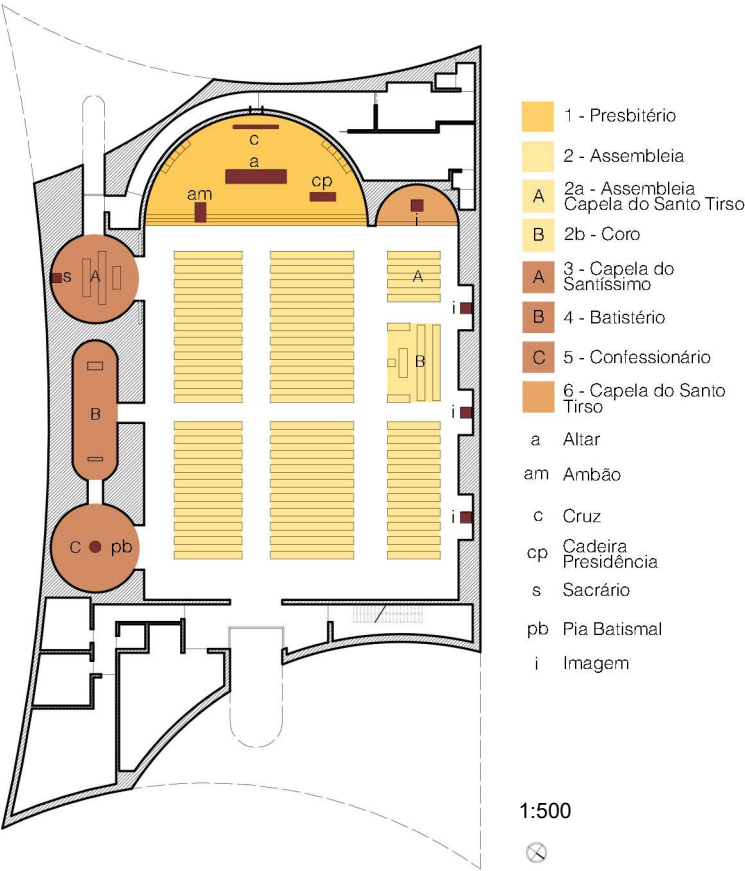 c
a
am
cp
i
s
A
A
i
B
B
i
C
pb
i
1 - Presbitério
2 - Assembleia
A
2a - Assembleia
Capela do Santo Tirso
B
2b - Coro
A
3 - Capela do
Santíssimo
B
4 - Batistério
C
5 - Confessionário
6 - Capela do Santo
Tirso
a Altar
am Ambão
c Cruz
cp Cadeira
Presidência
s Sacrário
pb Pia Batismal
i Imagem
1:500